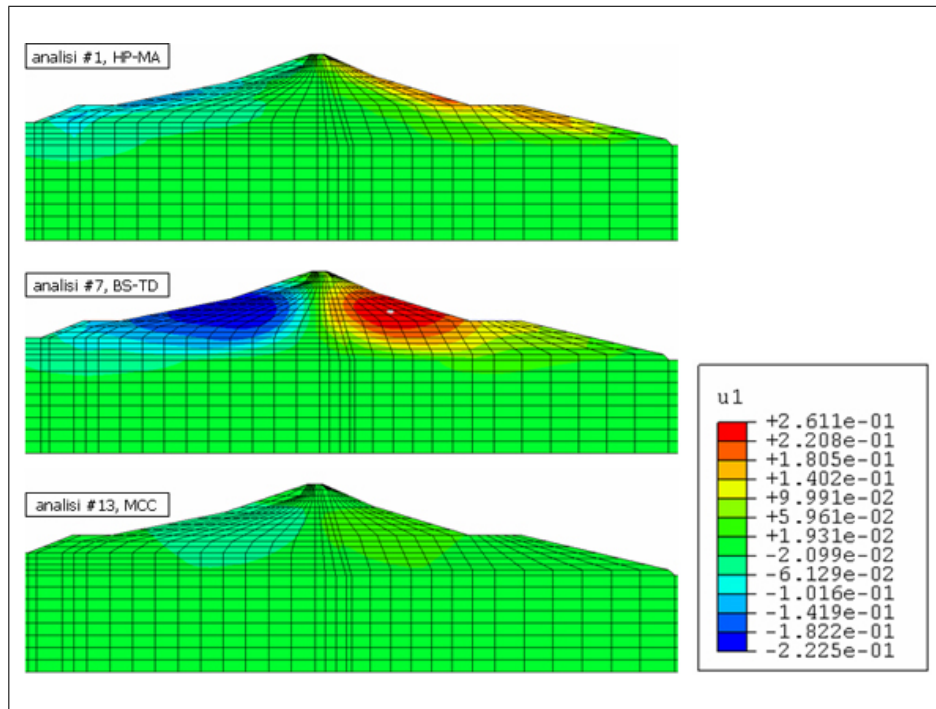 analisi #1, HP-MA
analisi #7, BS-TD
analisi #13, MCC
u1
+2.611e-01
+2.208e-01
+1.805e-01
+1.402e-01
+9.991e-02
+5.961e-02
+1.931e-02
-2.099e-02
-6.129e-02
-1.016e-01
-1.419e-01
-1.822e-01
-2.225e-01